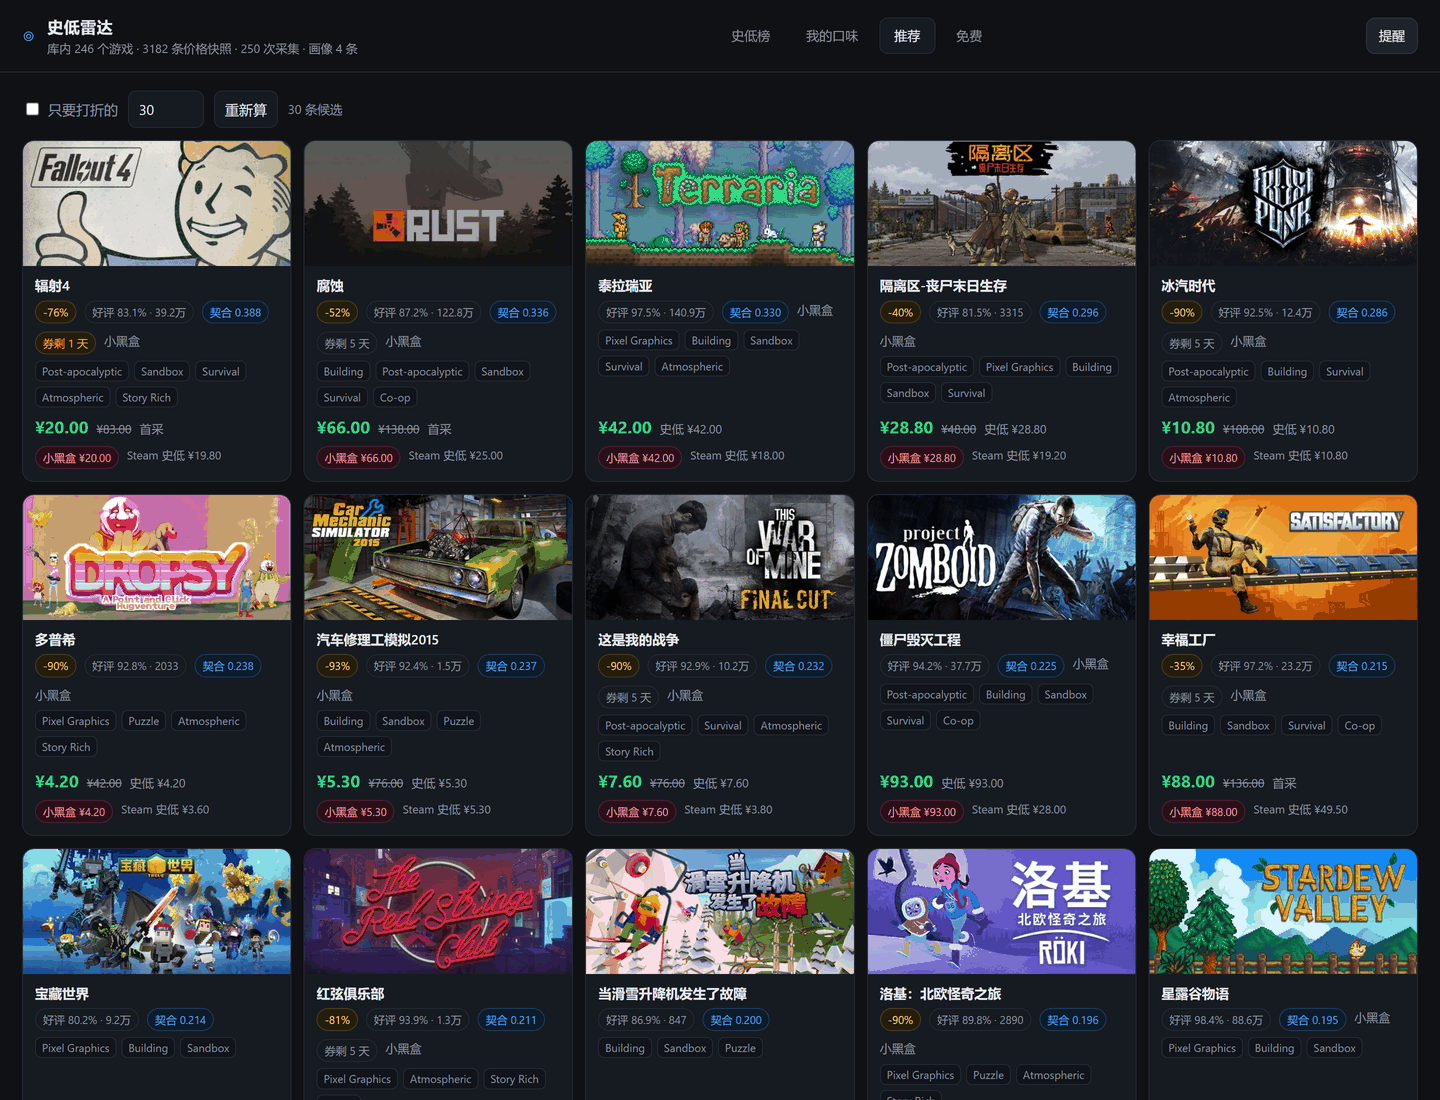 史低雷达
库内 246 个游戏 · 3182 条价格快照 · 250 次采集 · 画像 4 条
史低榜 我的口味 推荐 免费
提醒
只要打折的 30 重新算 30 条候选
Fallout 4
辐射4
-76% 好评 83.1% · 39.2万 契合 0.388
券剩 1 天 小黑盒
Post-apocalyptic Sandbox Survival
Atmospheric Story Rich
¥20.00 ¥83.00 首采
小黑盒 ¥20.00 Steam 史低 ¥19.80
RUST
腐蚀
-52% 好评 87.2% · 122.8万 契合 0.336
券剩 5 天 小黑盒
Building Post-apocalyptic Sandbox
Survival Co-op
¥66.00 ¥138.00 首采
小黑盒 ¥66.00 Steam 史低 ¥25.00
Terraria
泰拉瑞亚
好评 97.5% · 140.9万 契合 0.330 小黑盒
Pixel Graphics Building Sandbox
Survival Atmospheric
¥42.00 史低 ¥42.00
小黑盒 ¥42.00 Steam 史低 ¥18.00
隔离区
丧尸末日生存
隔离区-丧尸末日生存
-40% 好评 81.5% · 3315 契合 0.296
小黑盒
Post-apocalyptic Pixel Graphics Building
Sandbox Survival
¥28.80 ¥48.00 史低 ¥28.80
小黑盒 ¥28.80 Steam 史低 ¥19.20
FROST
PUNK
冰汽时代
-90% 好评 92.5% · 12.4万 契合 0.286
券剩 5 天 小黑盒
Post-apocalyptic Building Survival
Atmospheric
¥10.80 ¥108.00 史低 ¥10.80
小黑盒 ¥10.80 Steam 史低 ¥10.80
DROPSY
A Point and Click
Hugventure
多普希
-90% 好评 92.8% · 2033 契合 0.238
小黑盒
Pixel Graphics Puzzle Atmospheric
Story Rich
¥4.20 ¥42.00 史低 ¥4.20
小黑盒 ¥4.20 Steam 史低 ¥3.60
Car
Mechanic
SIMULATOR
2015
汽车修理工模拟2015
-93% 好评 92.4% · 1.5万 契合 0.237
小黑盒
Building Sandbox Puzzle
Atmospheric
¥5.30 ¥76.00 史低 ¥5.30
小黑盒 ¥5.30 Steam 史低 ¥5.30
THIS
WAR
OF MINE
FINAL CUT
这是我的战争
-90% 好评 92.9% · 10.2万 契合 0.232
券剩 5 天 小黑盒
Post-apocalyptic Survival Atmospheric
Story Rich
¥7.60 ¥76.00 史低 ¥7.60
小黑盒 ¥7.60 Steam 史低 ¥3.80
project
ZOMBOID
僵尸毁灭工程
好评 94.2% · 37.7万 契合 0.225 小黑盒
Post-apocalyptic Building Sandbox
Survival Co-op
¥93.00 史低 ¥93.00
小黑盒 ¥93.00 Steam 史低 ¥28.00
SATISFACTORY
幸福工厂
-35% 好评 97.2% · 23.2万 契合 0.215
券剩 5 天 小黑盒
Building Sandbox Survival Co-op
¥88.00 ¥136.00 首采
小黑盒 ¥88.00 Steam 史低 ¥49.50
宝藏世界
宝藏世界
好评 80.2% · 9.2万 契合 0.214
Pixel Graphics Building Sandbox
The
Red Strings
Club
红弦俱乐部
-81% 好评 93.9% · 1.3万 契合 0.211
券剩 5 天 小黑盒
Pixel Graphics Atmospheric Story Rich
当
滑雪升降机
发生了故障
当滑雪升降机发生了故障
好评 86.9% · 847 契合 0.200
Building Sandbox Puzzle
洛基
北欧怪奇之旅
RÖKI
洛基：北欧怪奇之旅
-90% 好评 89.8% · 2890 契合 0.196
小黑盒
Pixel Graphics Puzzle Atmospheric
Story Rich
STARDEW
VALLEY
星露谷物语
好评 98.4% · 88.6万 契合 0.195 小黑盒
Pixel Graphics Building Sandbox